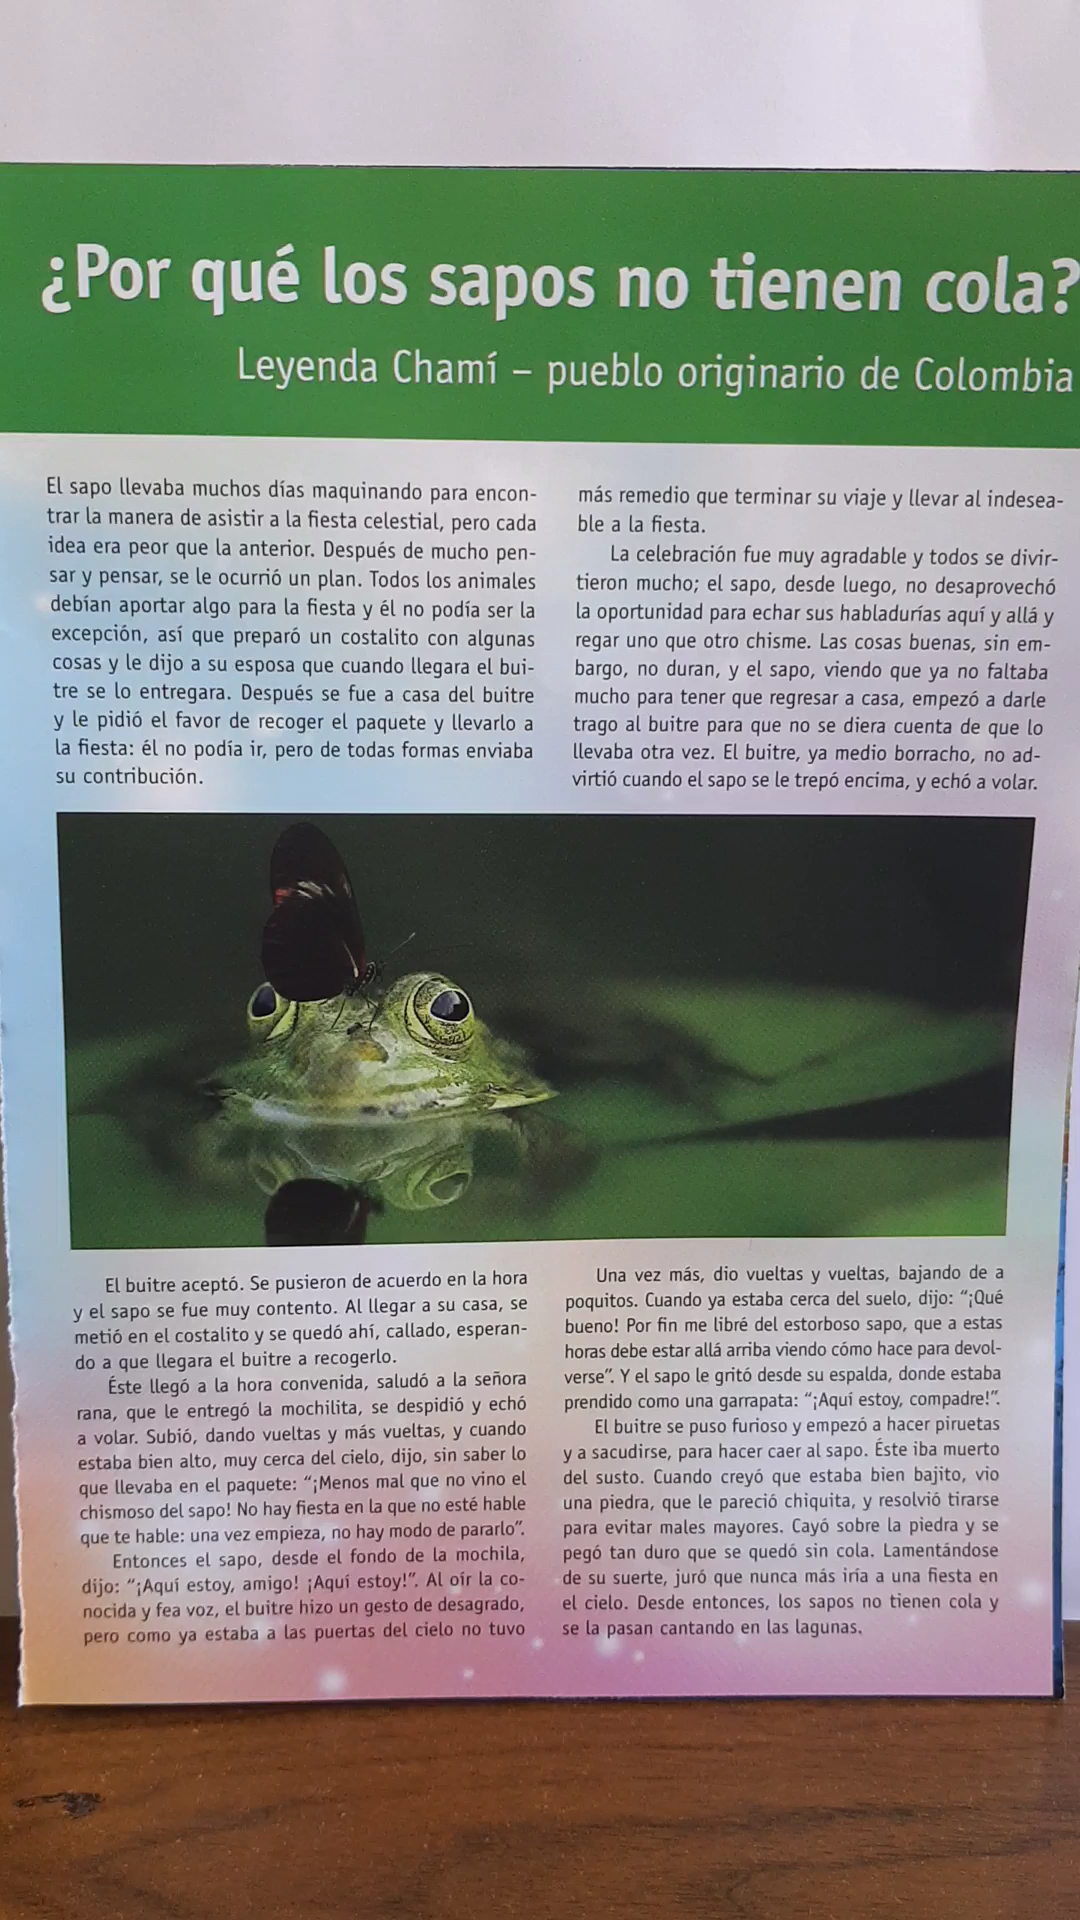 ¿Por qué los sapos no tienen cola?
Leyenda Chamí – pueblo originario de Colombia
El sapo llevaba muchos días maquinando para encon-
trar la manera de asistir a la fiesta celestial, pero cada
idea era peor que la anterior. Después de mucho pen-
sar y pensar, se le ocurrió un plan. Todos los animales
debían aportar algo para la fiesta y él no podía ser la
excepción, así que preparó un costalito con algunas
cosas y le dijo a su esposa que cuando llegara el bui-
tre se lo entregara. Después se fue a casa del buitre
y le pidió el favor de recoger el paquete y llevarlo a
la fiesta: él no podía ir, pero de todas formas enviaba
su contribución.
El buitre aceptó. Se pusieron de acuerdo en la hora
y el sapo se fue muy contento. Al llegar a su casa, se
metió en el costalito y se quedó ahí, callado, esperan-
do a que llegara el buitre a recogerlo.
Éste llegó a la hora convenida, saludó a la señora
rana, que le entregó la mochilita, se despidió y echó
a volar. Subió, dando vueltas y más vueltas, y cuando
estaba bien alto, muy cerca del cielo, dijo, sin saber lo
que llevaba en el paquete: “¡Menos mal que no vino el
chismoso del sapo! No hay fiesta en la que no esté hable
que te hable: una vez empieza, no hay modo de pararlo”.
Entonces el sapo, desde el fondo de la mochila,
dijo: “¡Aquí estoy, amigo! ¡Aquí estoy!”. Al oír la co-
nocida y fea voz, el buitre hizo un gesto de desagrado,
pero como ya estaba a las puertas del cielo no tuvo
más remedio que terminar su viaje y llevar al indesea-
ble a la fiesta.
La celebración fue muy agradable y todos se divir-
tieron mucho; el sapo, desde luego, no desaprovechó
la oportunidad para echar sus habladurías aquí y allá y
regar uno que otro chisme. Las cosas buenas, sin em-
bargo, no duran, y el sapo, viendo que ya no faltaba
mucho para tener que regresar a casa, empezó a darle
trago al buitre para que no se diera cuenta de que lo
llevaba otra vez. El buitre, ya medio borracho, no ad-
virtió cuando el sapo se le trepó encima, y echó a volar.
Una vez más, dio vueltas y vueltas, bajando de a
poquitos. Cuando ya estaba cerca del suelo, dijo: “¡Qué
bueno! Por fin me libré del estorboso sapo, que a estas
horas debe estar allá arriba viendo cómo hace para devol-
verse”. Y el sapo le gritó desde su espalda, donde estaba
prendido como una garrapata: “¡Aquí estoy, compadre!”.
El buitre se puso furioso y empezó a hacer piruetas
y a sacudirse, para hacer caer al sapo. Éste iba muerto
del susto. Cuando creyó que estaba bien bajito, vio
una piedra, que le pareció chiquita, y resolvió tirarse
para evitar males mayores. Cayó sobre la piedra y se
pegó tan duro que se quedó sin cola. Lamentándose
de su suerte, juró que nunca más iría a una fiesta en
el cielo. Desde entonces, los sapos no tienen cola y
se la pasan cantando en las lagunas.